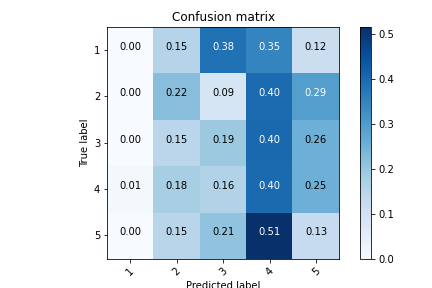 Confusion matrix
1 0.00 0.15 0.38 0.35 0.12
2 0.00 0.22 0.09 0.40 0.29
3 0.00 0.15 0.19 0.40 0.26
4 0.01 0.18 0.16 0.40 0.25
5 0.00 0.15 0.21 0.51 0.13
1 2 3 4 5
True label
Predicted label
0.5
0.4
0.3
0.2
0.1
0.0